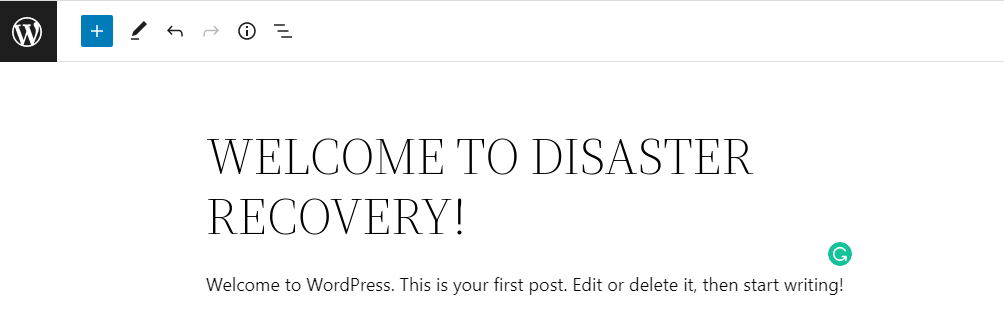 WELCOME TO DISASTER
RECOVERY!
Welcome to WordPress. This is your first post. Edit or delete it, then start writing!